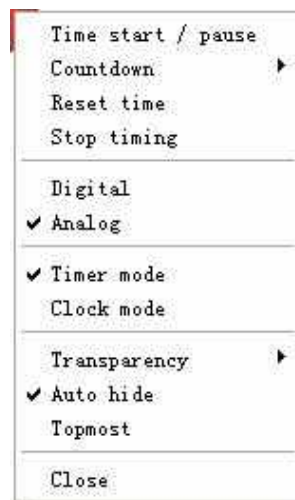 Time start / pause
Countdown
Reset time
Stop timing
Digital
Analog
Timer mode
Clock mode
Transparency
Auto hide
Topmost
Close